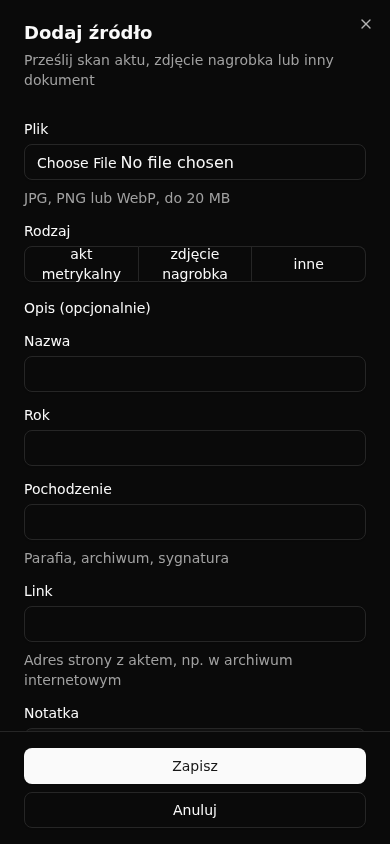 Dodaj źródło
Prześlij skan aktu, zdjęcie nagrobka lub inny
dokument
Plik
Choose File No file chosen
JPG, PNG lub WebP, do 20 MB
Rodzaj
akt
metrykalny
zdjęcie
nagrobka
inne
Opis (opcjonalnie)
Nazwa
Rok
Pochodzenie
Parafia, archiwum, sygnatura
Link
Adres strony z aktem, np. w archiwum
internetowym
Notatka
Zapisz
Anuluj